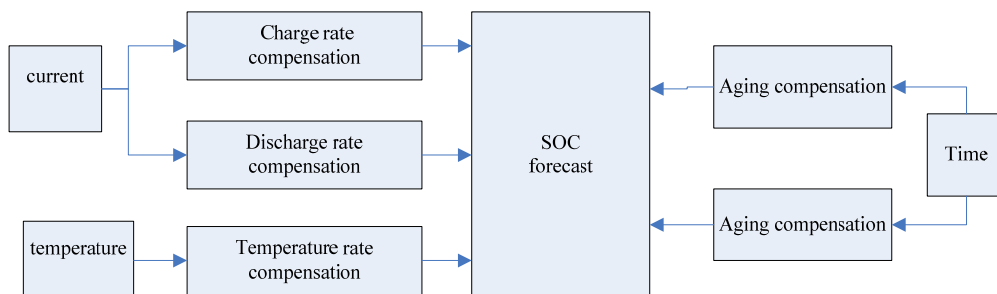 current
Charge rate
compensation
Discharge rate
compensation
temperature
Temperature rate
compensation
SOC
forecast
Aging compensation
Aging compensation
Time